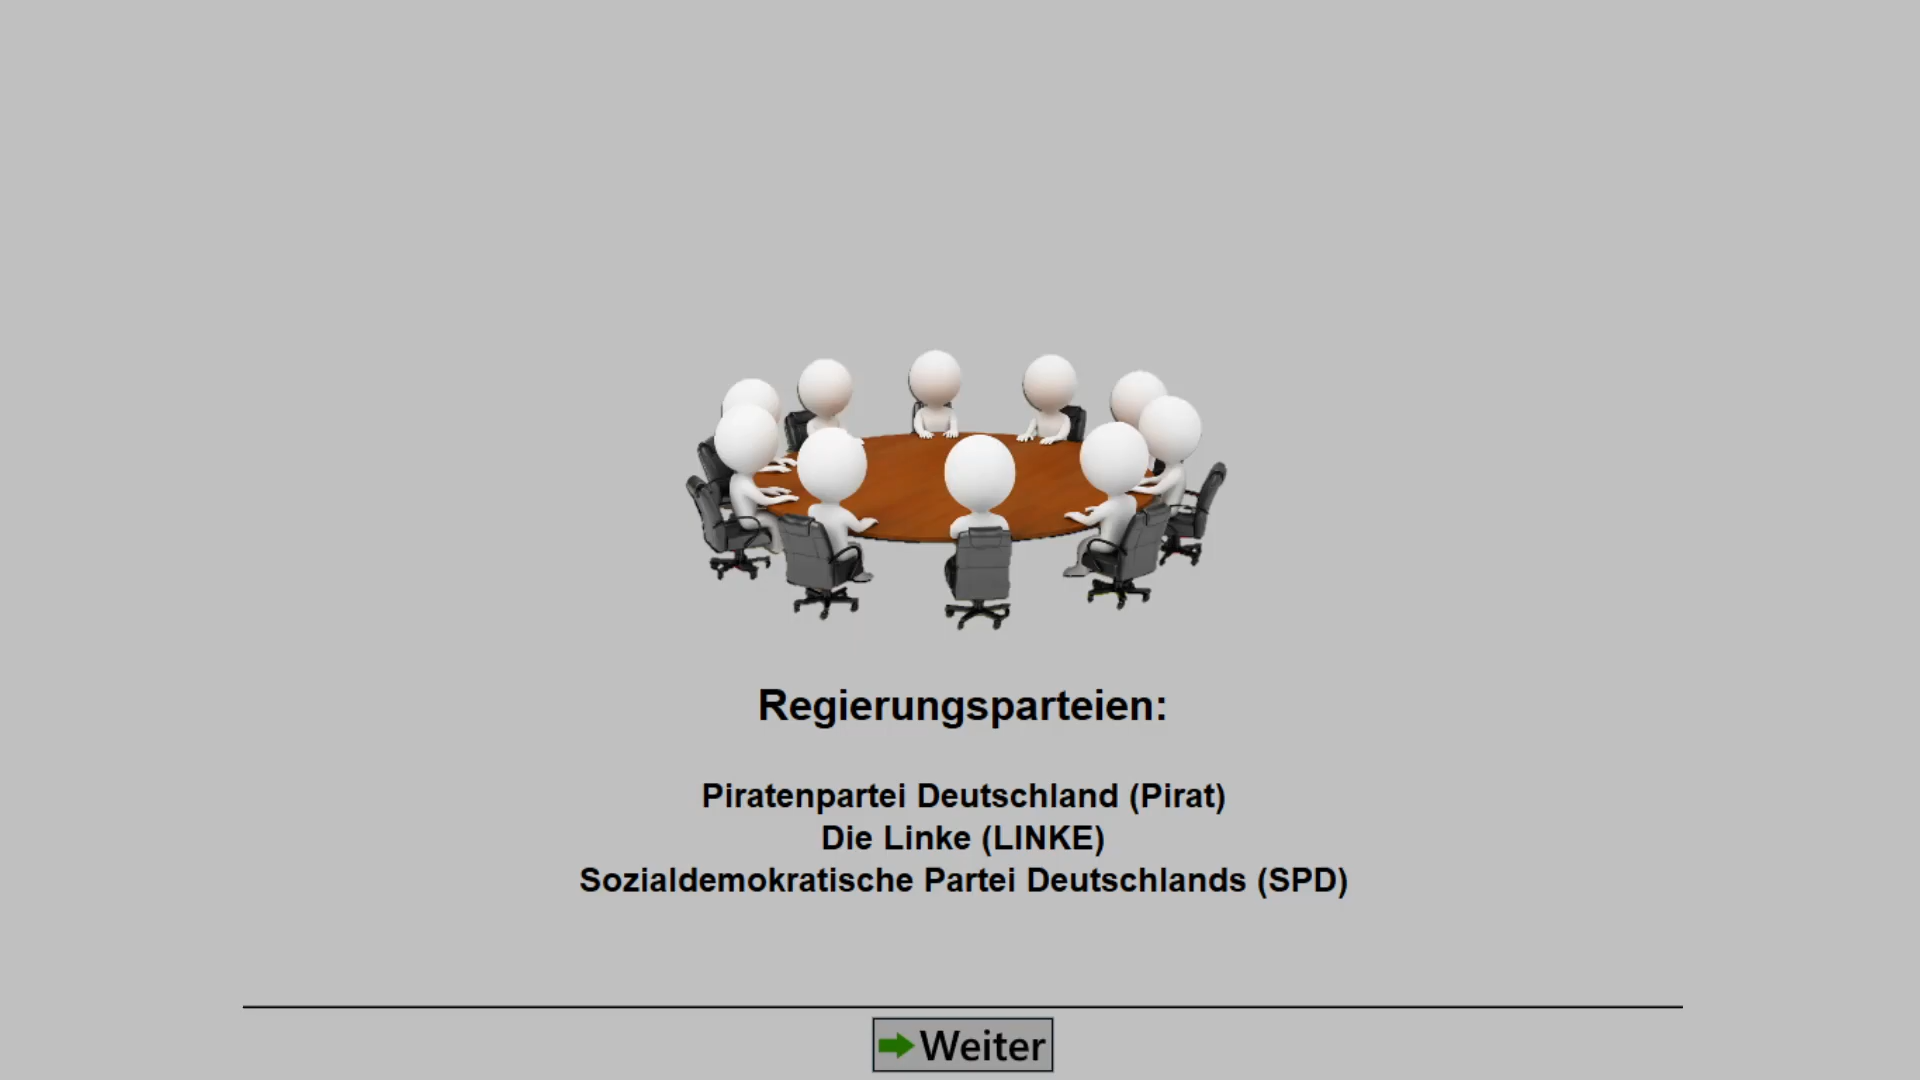 Regierungsparteien:
Piratenpartei Deutschland (Pirat)
Die Linke (LINKE)
Sozialdemokratische Partei Deutschlands (SPD)
Weiter